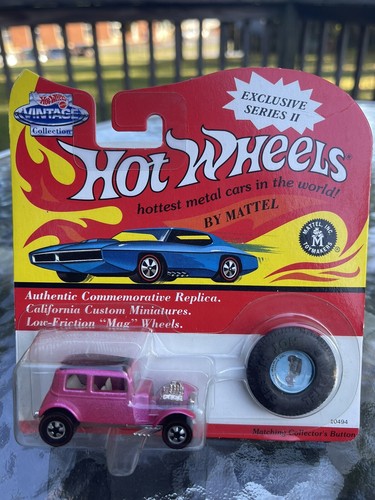 Hot Wheels
VINTAGE
Collection
EXCLUSIVE
SERIES II
HOT WHEELS®
hottest metal cars in the world!
BY MATTEL
MATTEL, INC.
M
TOYMAKERS
Authentic Commemorative Replica.
California Custom Miniatures.
Low-Friction "Mag" Wheels.
10494
Matching Collector's Button